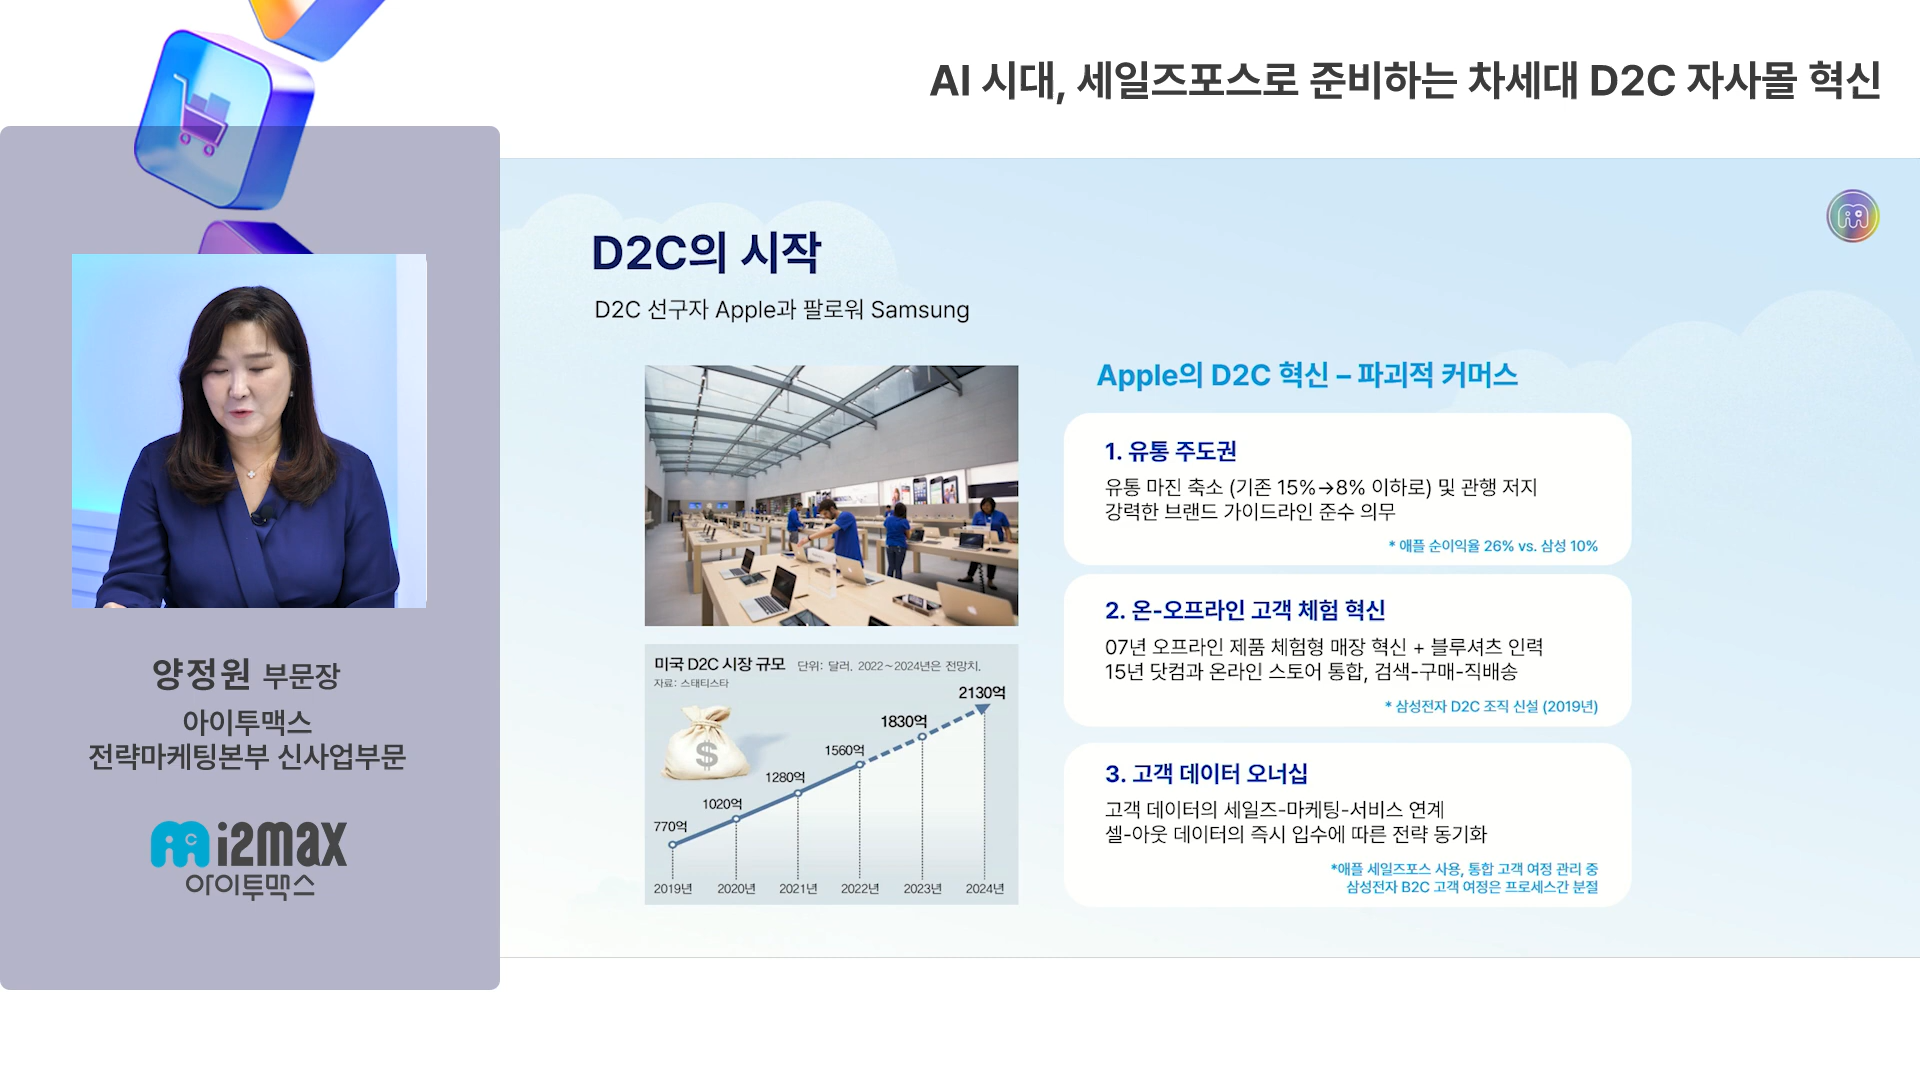 AI 시대, 세일즈포스로 준비하는 차세대 D2C 자사몰 혁신
양정원 부문장
아이투맥스
전략마케팅본부 신사업부문
i2max
아이투맥스
D2C의 시작
D2C 선구자 Apple과 팔로워 Samsung
미국 D2C 시장 규모 단위: 달러. 2022~2024년은 전망치.
자료: 스태티스타
2130억
1830억
1560억
1280억
1020억
770억
$
2019년 2020년 2021년 2022년 2023년 2024년
Apple의 D2C 혁신 – 파괴적 커머스
1. 유통 주도권
유통 마진 축소 (기존 15%→8% 이하로) 및 관행 저지
강력한 브랜드 가이드라인 준수 의무
* 애플 순이익율 26% vs. 삼성 10%
2. 온-오프라인 고객 체험 혁신
07년 오프라인 제품 체험형 매장 혁신 + 블루셔츠 인력
15년 닷컴과 온라인 스토어 통합, 검색-구매-직배송
* 삼성전자 D2C 조직 신설 (2019년)
3. 고객 데이터 오너십
고객 데이터의 세일즈-마케팅-서비스 연계
셀-아웃 데이터의 즉시 입수에 따른 전략 동기화
*애플 세일즈포스 사용, 통합 고객 여정 관리 중
삼성전자 B2C 고객 여정은 프로세스간 분절